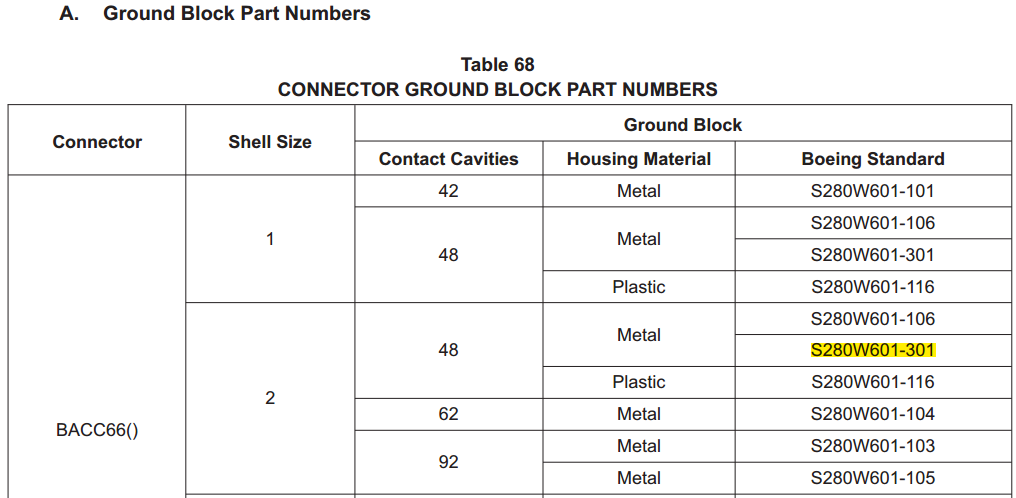 A. Ground Block Part Numbers
Table 68
CONNECTOR GROUND BLOCK PART NUMBERS
Connector Shell Size Ground Block
Contact Cavities Housing Material Boeing Standard
BACC66() 1 42 Metal S280W601-101
48 Metal S280W601-106
S280W601-301
Plastic S280W601-116
2 48 Metal S280W601-106
S280W601-301
Plastic S280W601-116
62 Metal S280W601-104
92 Metal S280W601-103
Metal S280W601-105